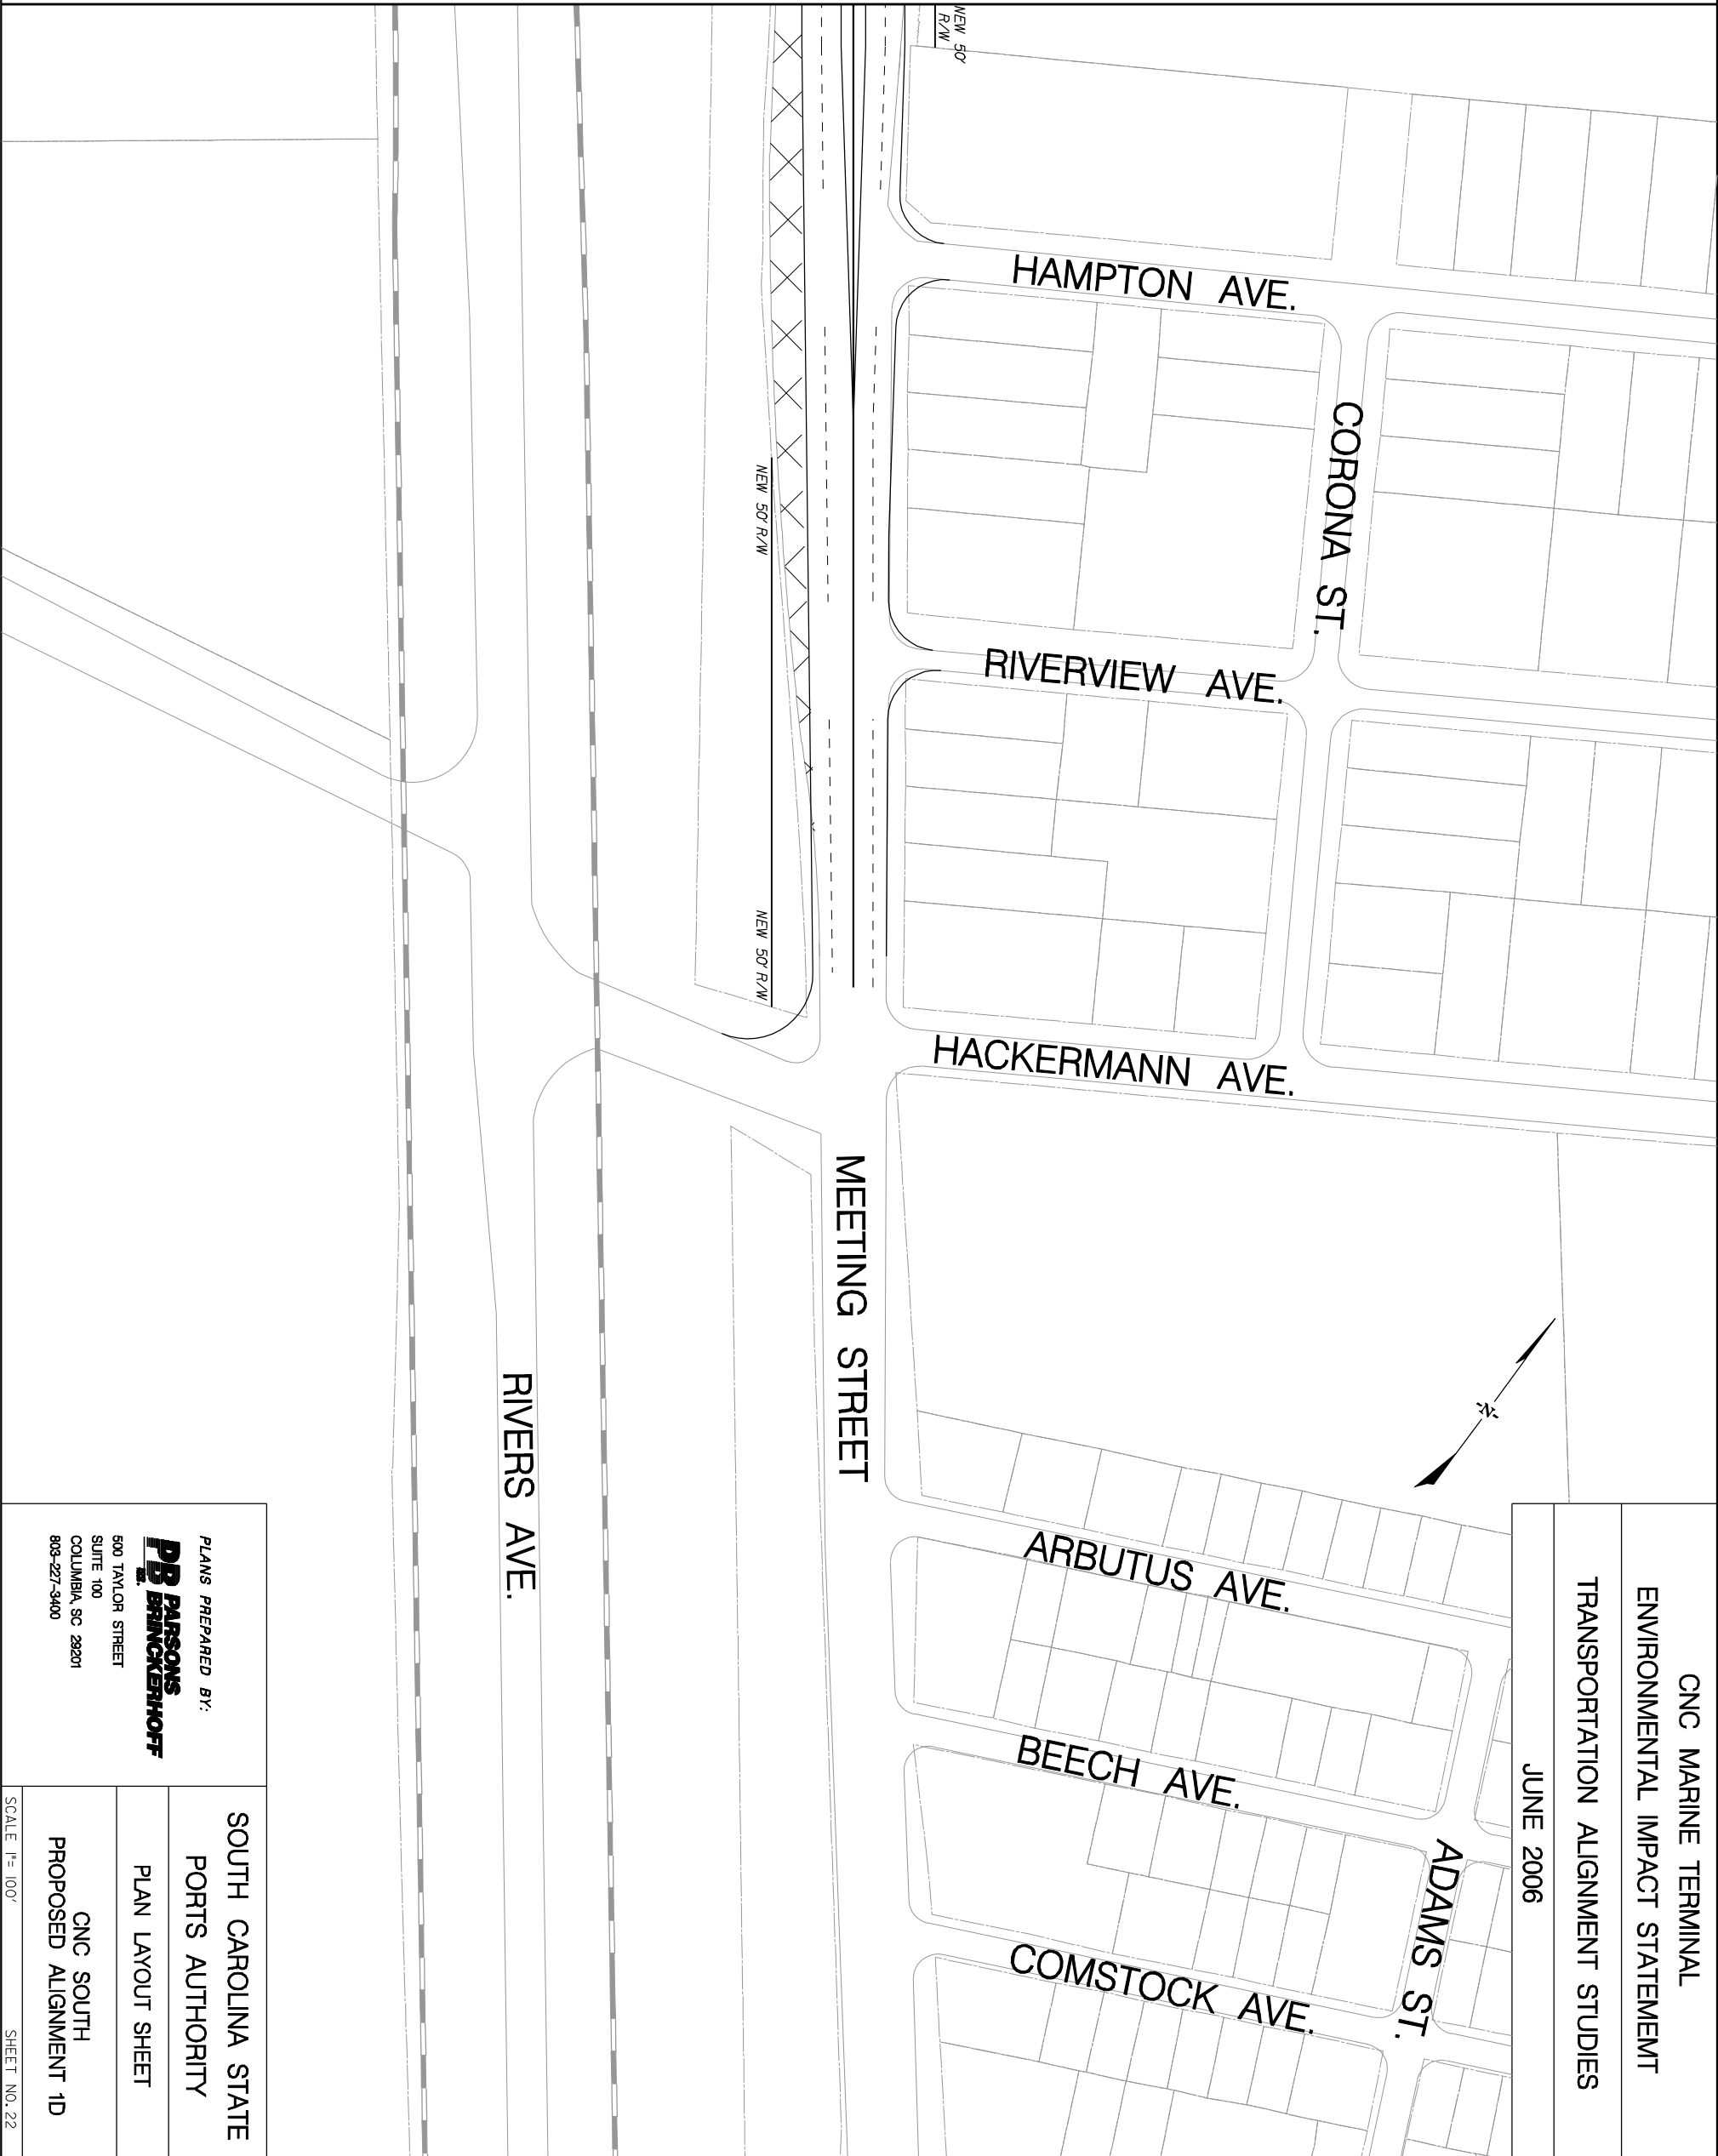 CNC MARINE TERMINAL
ENVIRONMENTAL IMPACT STATEMEMT
TRANSPORTATION ALIGNMENT STUDIES
JUNE 2006
NEW 50'
R/W
HAMPTON AVE.
CORONA ST.
NEW 50' R/W
RIVERVIEW AVE.
NEW 50' R/W
HACKERMANN AVE.
MEETING STREET
-N-
RIVERS AVE.
ARBUTUS AVE.
BEECH AVE.
ADAMS ST.
COMSTOCK AVE.
PLANS PREPARED BY:
PB PARSONS
BRINCKERHOFF
500 TAYLOR STREET
SUITE 100
COLUMBIA, SC 29201
803-227-3400
SOUTH CAROLINA STATE
PORTS AUTHORITY
PLAN LAYOUT SHEET
CNC SOUTH
PROPOSED ALIGNMENT 1D
SCALE 1"= 100'
SHEET NO. 22